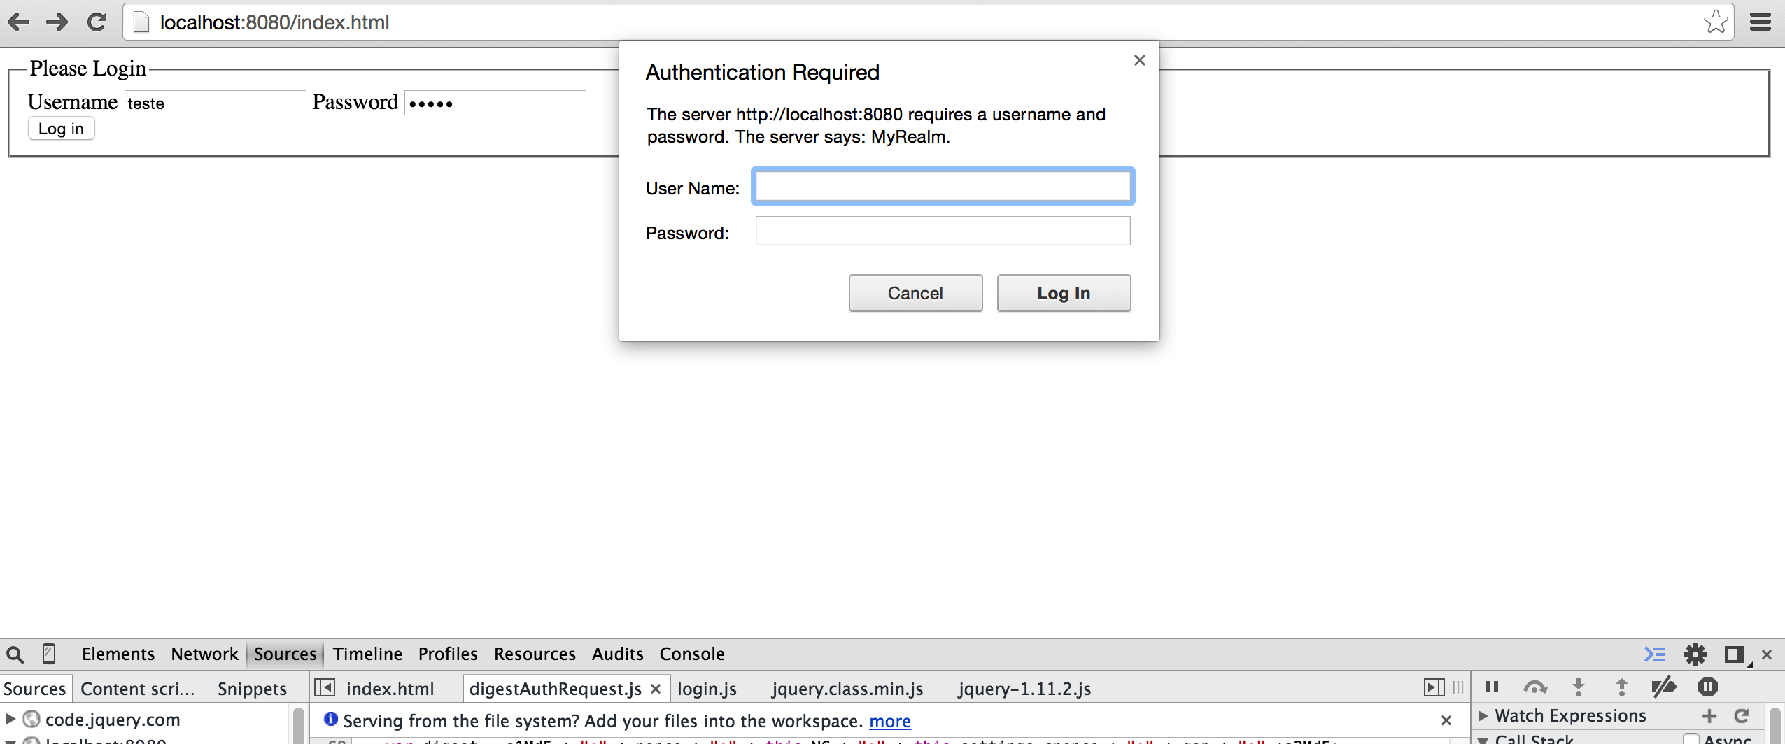 localhost:8080/index.html
Please Login
Username teste Password •••••
Log in
Authentication Required
The server http://localhost:8080 requires a username and
password. The server says: MyRealm.
User Name:
Password:
Cancel Log In
Elements Network Sources Timeline Profiles Resources Audits Console
Sources Content scri... Snippets index.html digestAuthRequest.js × login.js jquery.class.min.js jquery-1.11.2.js
code.jquery.com Serving from the file system? Add your files into the workspace. more Watch Expressions
localhost:8080 Call Stack Async